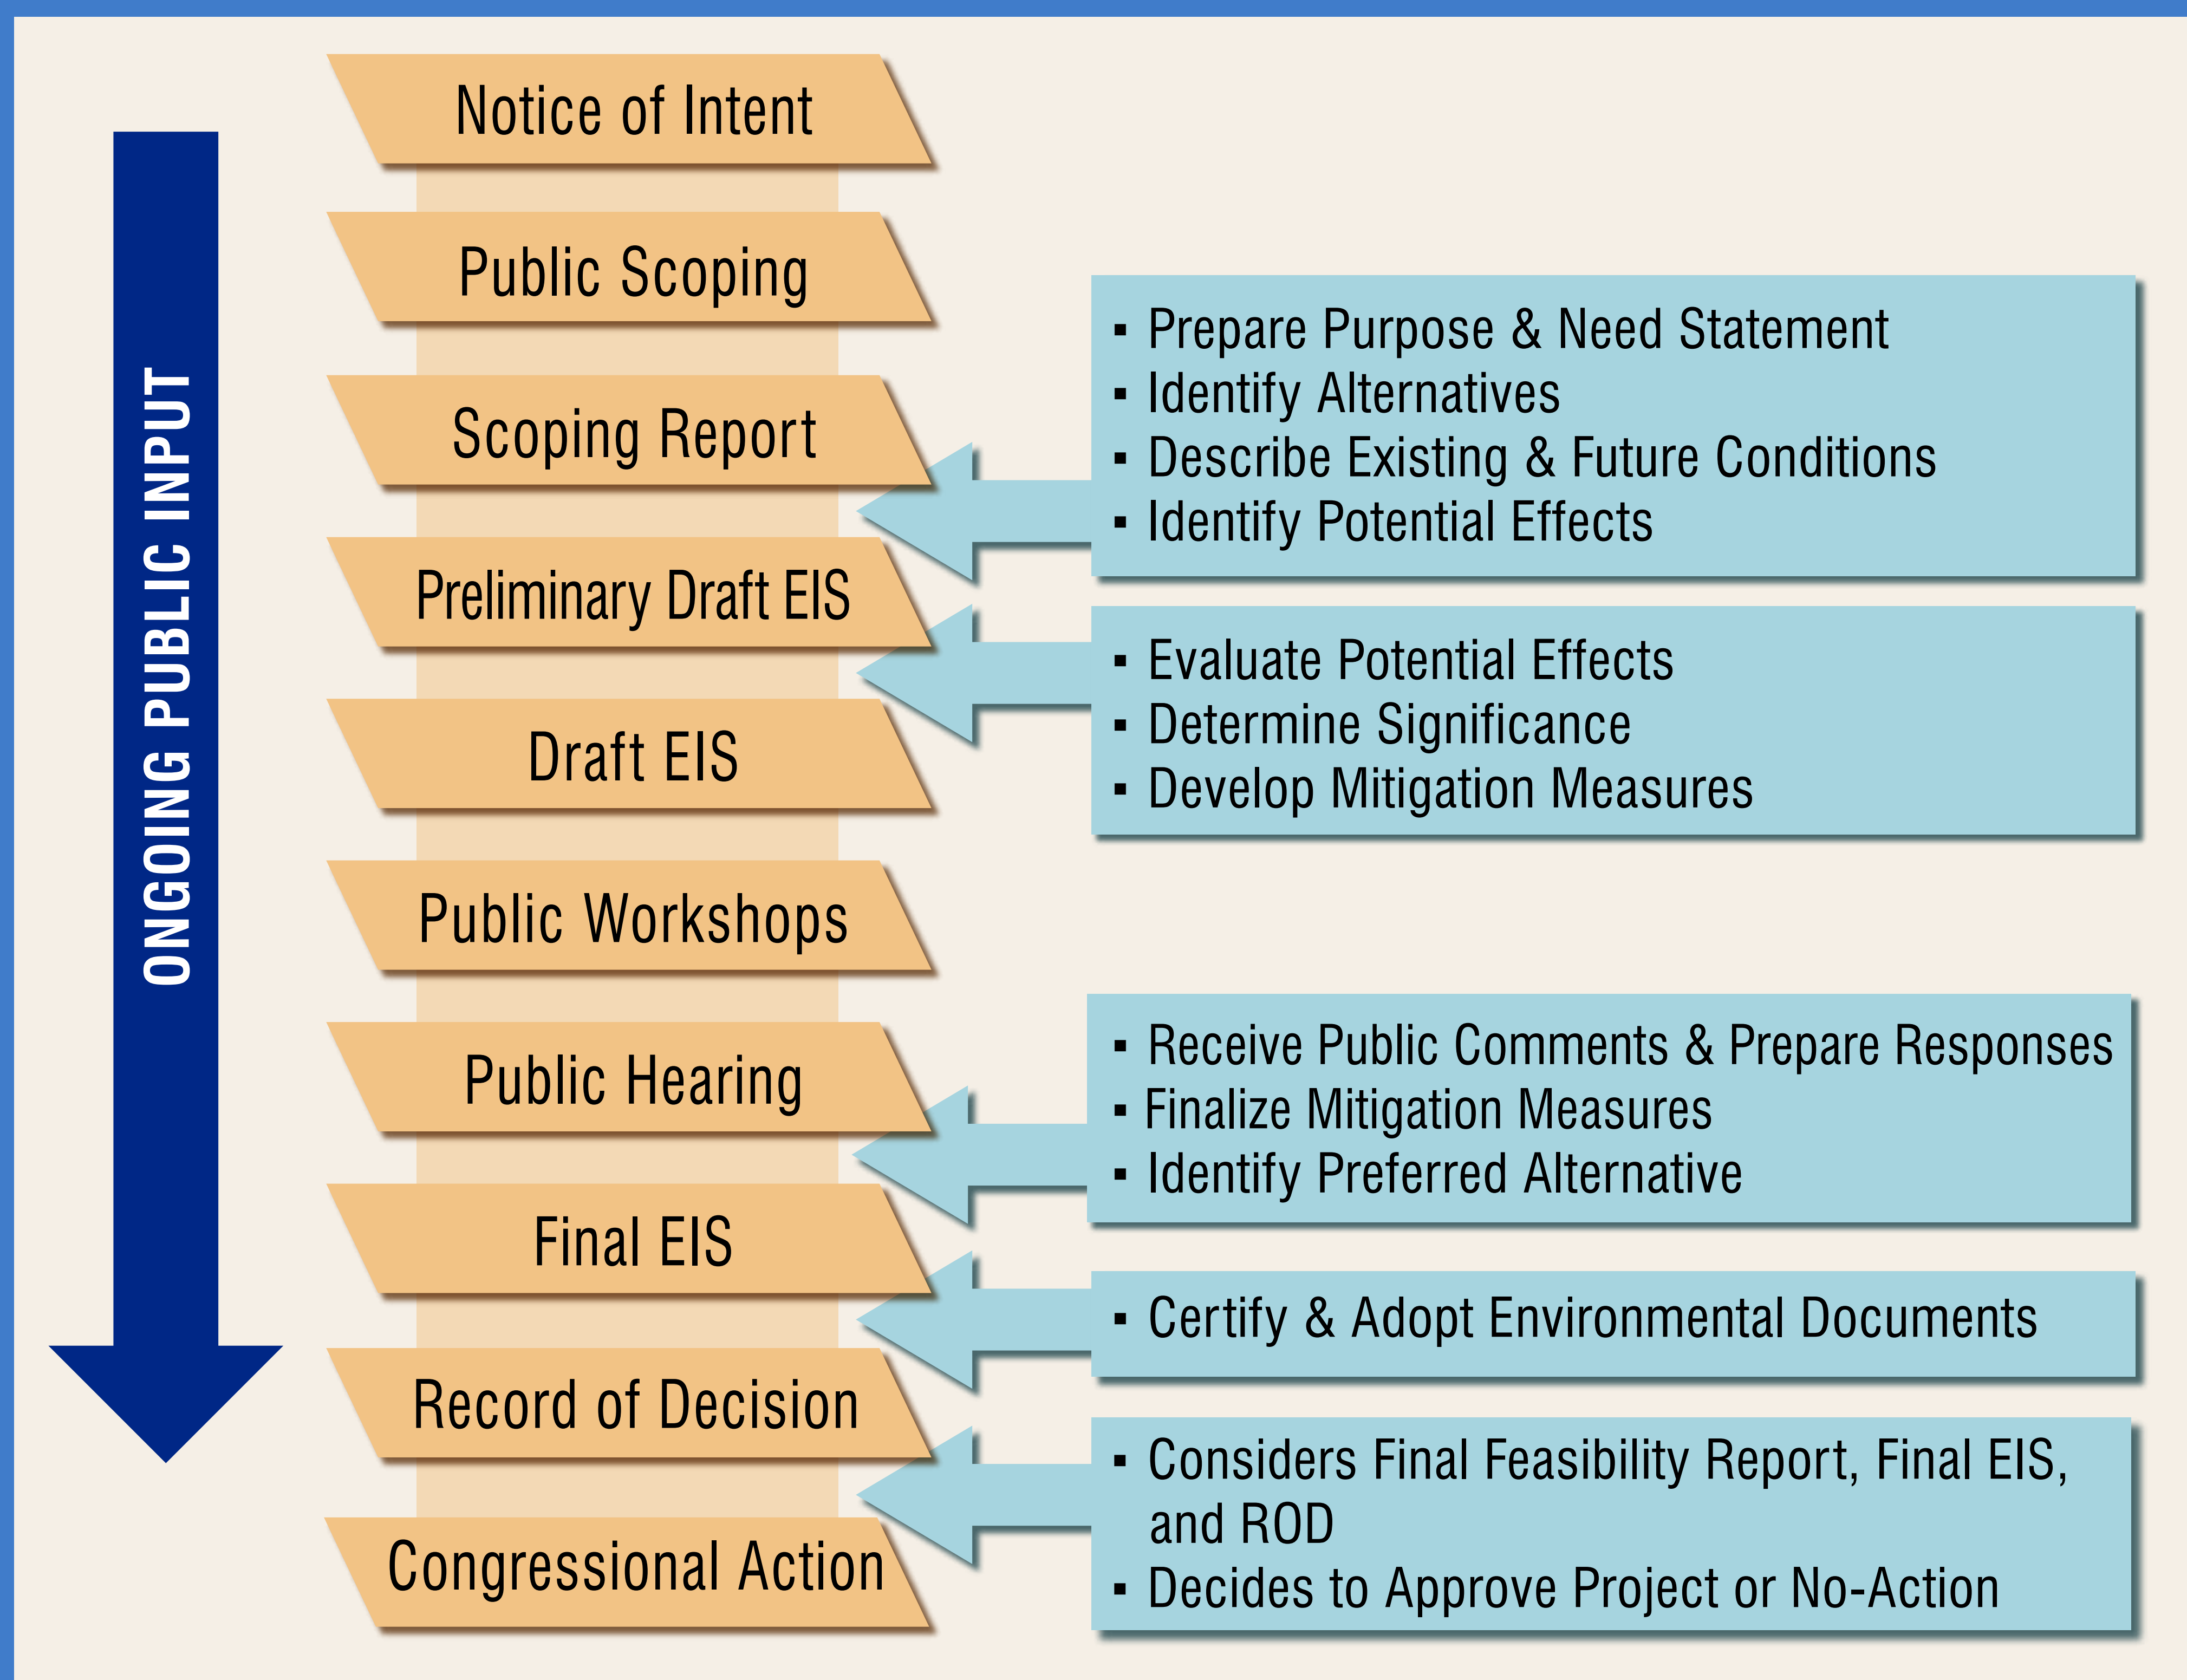 ONGOING PUBLIC INPUT
Notice of Intent
Public Scoping
Scoping Report
▪ Prepare Purpose & Need Statement
▪ Identify Alternatives
▪ Describe Existing & Future Conditions
▪ Identify Potential Effects
Preliminary Draft EIS
▪ Evaluate Potential Effects
▪ Determine Significance
▪ Develop Mitigation Measures
Draft EIS
Public Workshops
Public Hearing
▪ Receive Public Comments & Prepare Responses
▪ Finalize Mitigation Measures
▪ Identify Preferred Alternative
Final EIS
▪ Certify & Adopt Environmental Documents
Record of Decision
▪ Considers Final Feasibility Report, Final EIS,
and ROD
▪ Decides to Approve Project or No-Action
Congressional Action